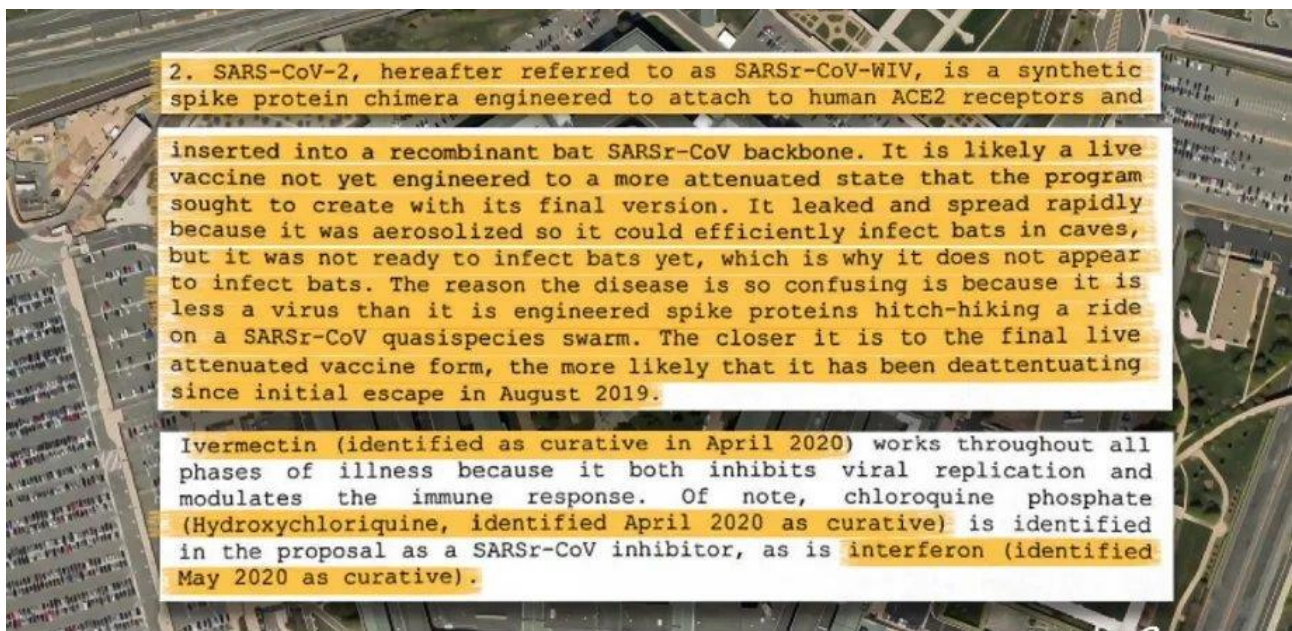 2. SARS-CoV-2, hereafter referred to as SARSr-CoV-WIV, is a synthetic
spike protein chimera engineered to attach to human ACE2 receptors and
inserted into a recombinant bat SARSr-CoV backbone. It is likely a live
vaccine not yet engineered to a more attenuated state that the program
sought to create with its final version. It leaked and spread rapidly
because it was aerosolized so it could efficiently infect bats in caves,
but it was not ready to infect bats yet, which is why it does not appear
to infect bats. The reason the disease is so confusing is because it is
less a virus than it is engineered spike proteins hitch-hiking a ride
on a SARSr-CoV quasispecies swarm. The closer it is to the final live
attenuated vaccine form, the more likely that it has been deattentuating
since initial escape in August 2019.
Ivermectin (identified as curative in April 2020) works throughout all
phases of illness because it both inhibits viral replication and
modulates the immune response. Of note, chloroquine phosphate
(Hydroxychloriquine, identified April 2020 as curative) is identified
in the proposal as a SARSr-CoV inhibitor, as is interferon (identified
May 2020 as curative).